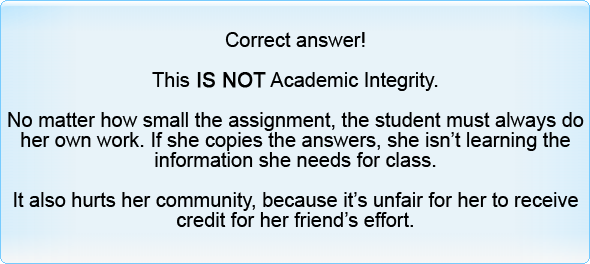 Correct answer!
This IS NOT Academic Integrity.
No matter how small the assignment, the student must always do
her own work. If she copies the answers, she isn’t learning the
information she needs for class.
It also hurts her community, because it’s unfair for her to receive
credit for her friend’s effort.